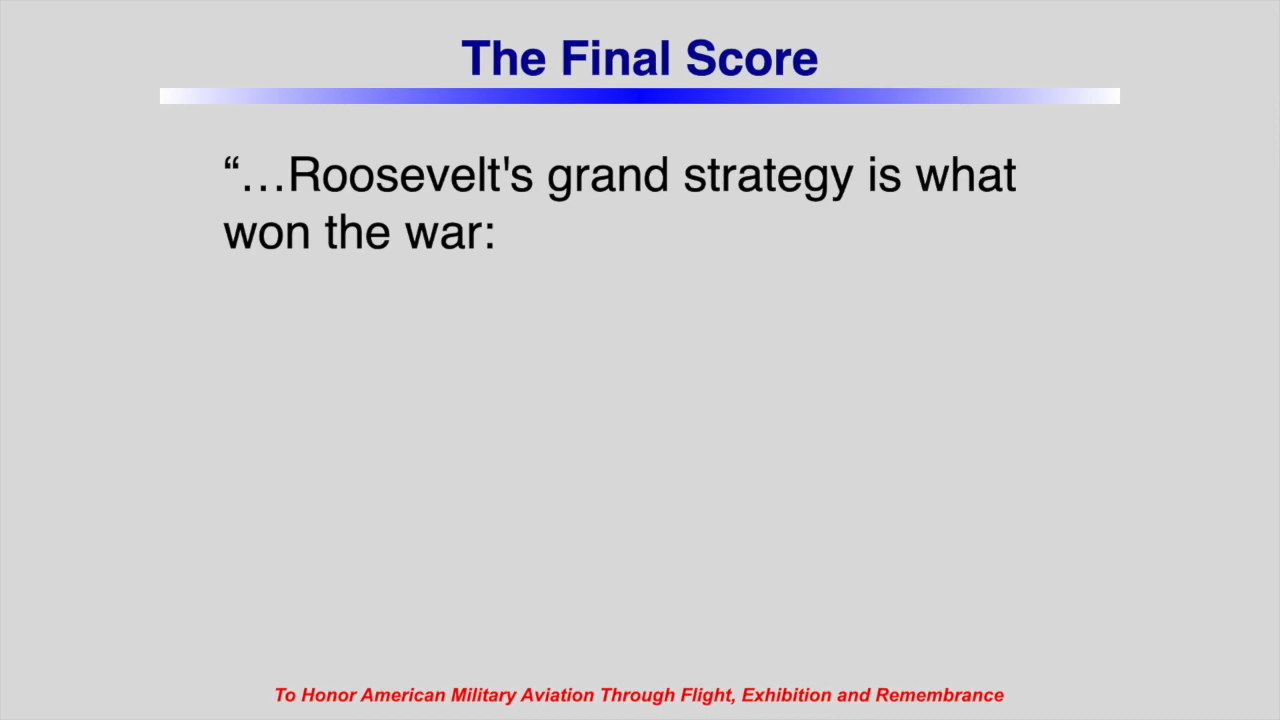 The Final Score
“…Roosevelt's grand strategy is what
won the war:
To Honor American Military Aviation Through Flight, Exhibition and Remembrance